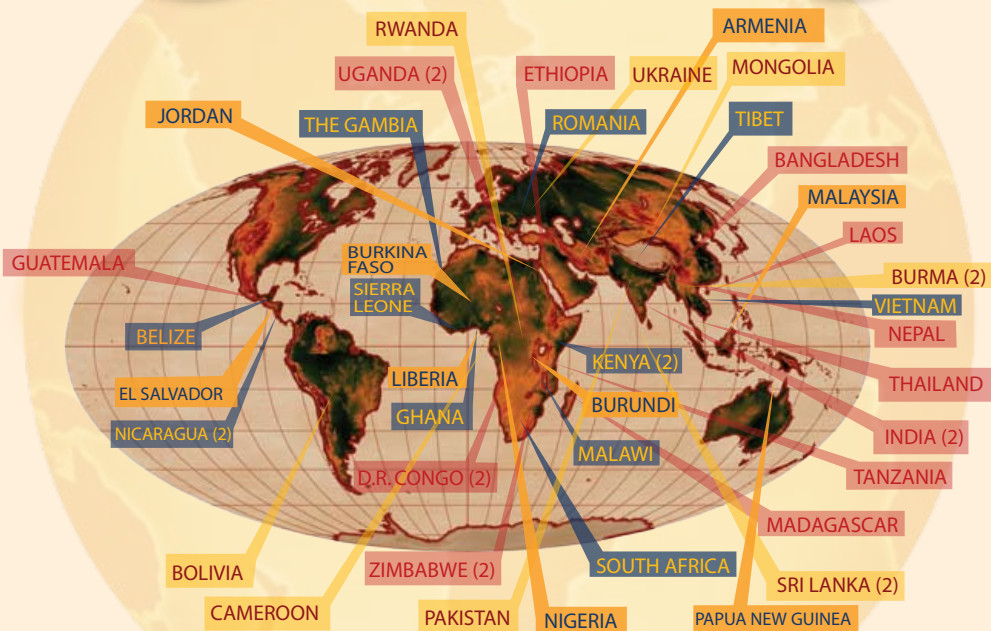 RWANDA
ARMENIA
UGANDA (2)
ETHIOPIA
UKRAINE
MONGOLIA
JORDAN
THE GAMBIA
ROMANIA
TIBET
BANGLADESH
MALAYSIA
LAOS
GUATEMALA
BURKINA
FASO
BURMA (2)
SIERRA
LEONE
VIETNAM
BELIZE
NEPAL
KENYA (2)
LIBERIA
THAILAND
EL SALVADOR
GHANA
BURUNDI
NICARAGUA (2)
INDIA (2)
MALAWI
D.R. CONGO (2)
TANZANIA
MADAGASCAR
BOLIVIA
ZIMBABWE (2)
SOUTH AFRICA
SRI LANKA (2)
CAMEROON
PAKISTAN
NIGERIA
PAPUA NEW GUINEA